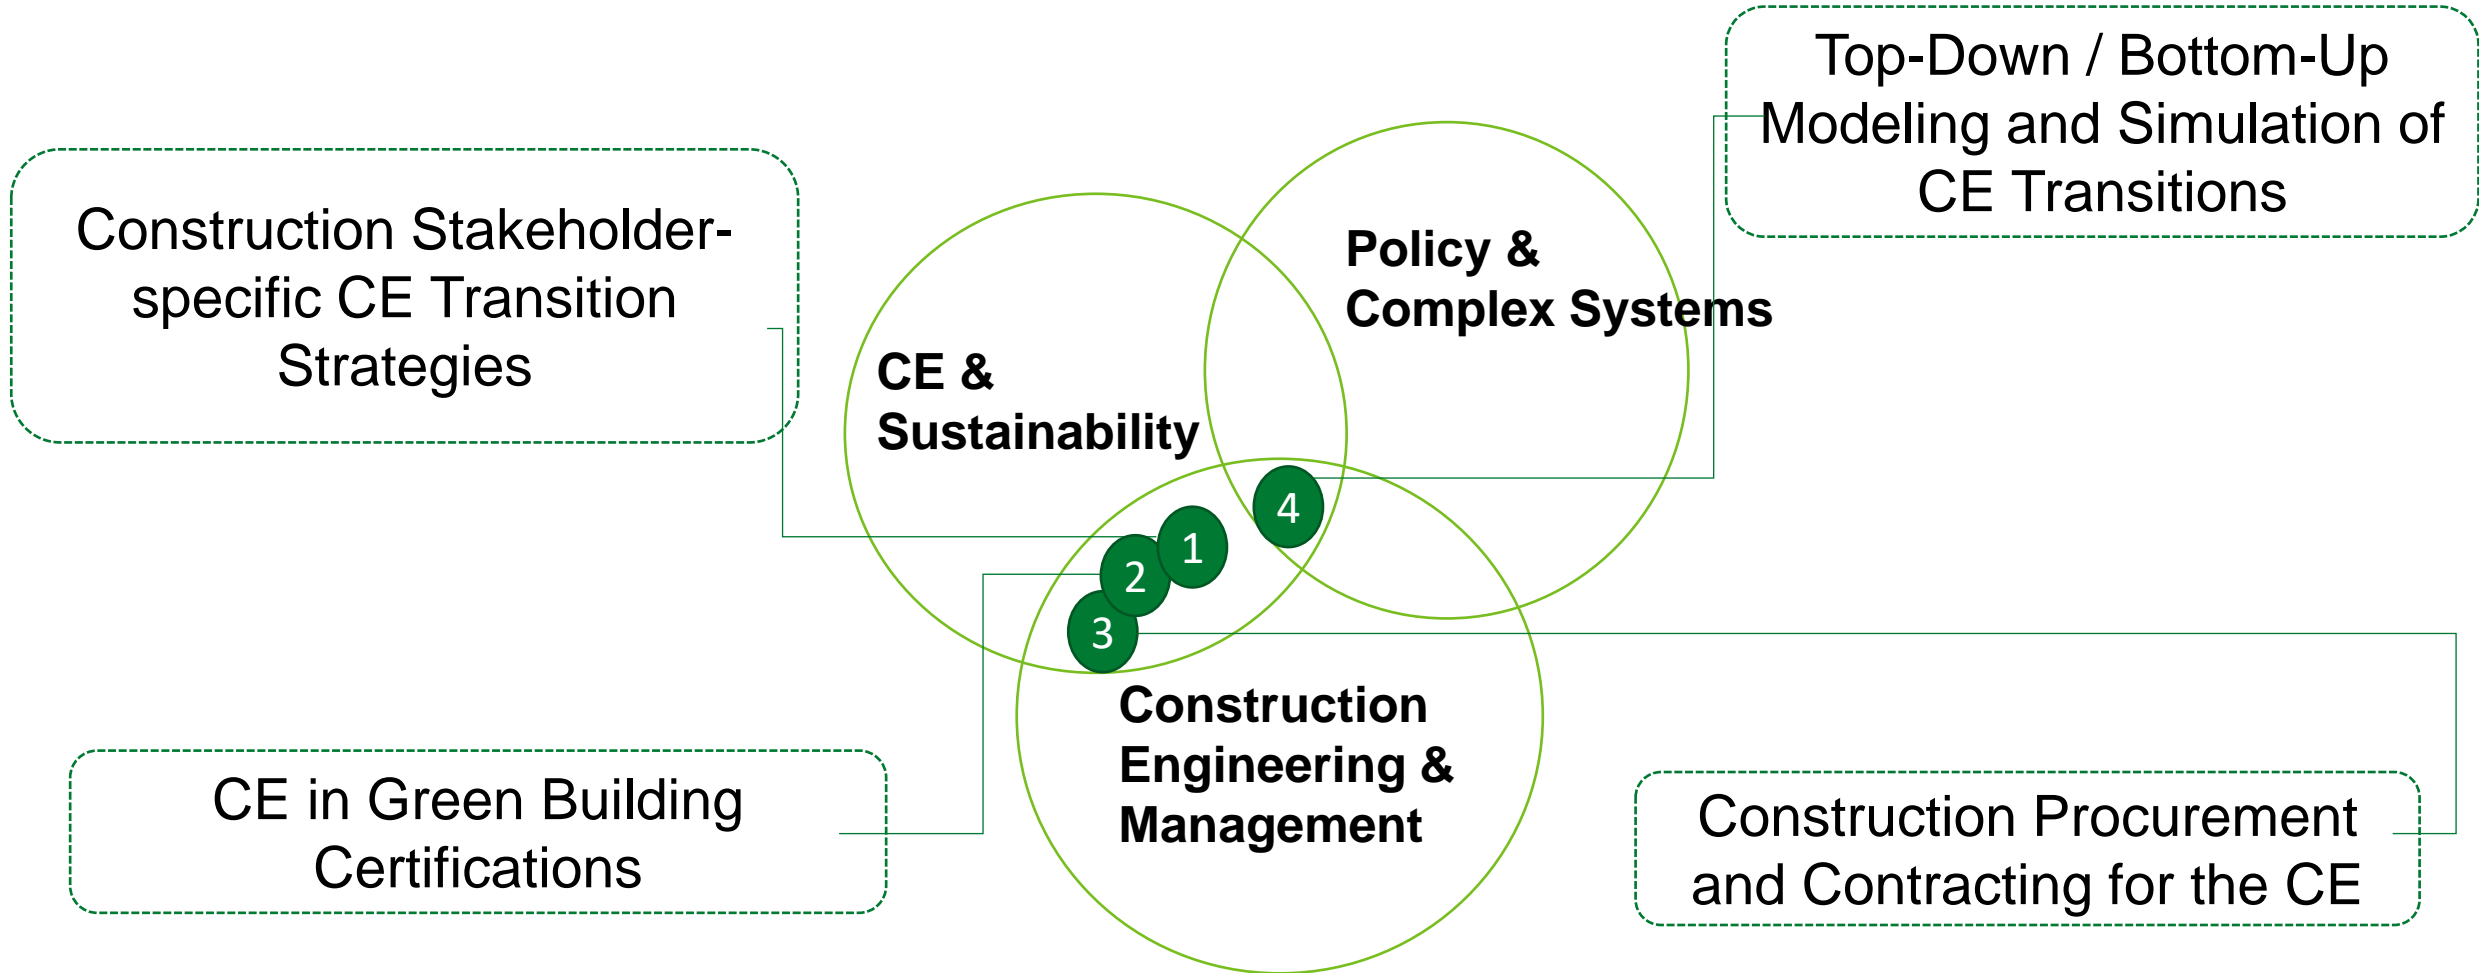 Top-Down / Bottom-Up
Modeling and Simulation of
CE Transitions
Construction Stakeholder-
specific CE Transition
Strategies
Policy &
Complex Systems
CE &
Sustainability
4
1
2
3
Construction
Engineering &
Management
CE in Green Building
Certifications
Construction Procurement
and Contracting for the CE